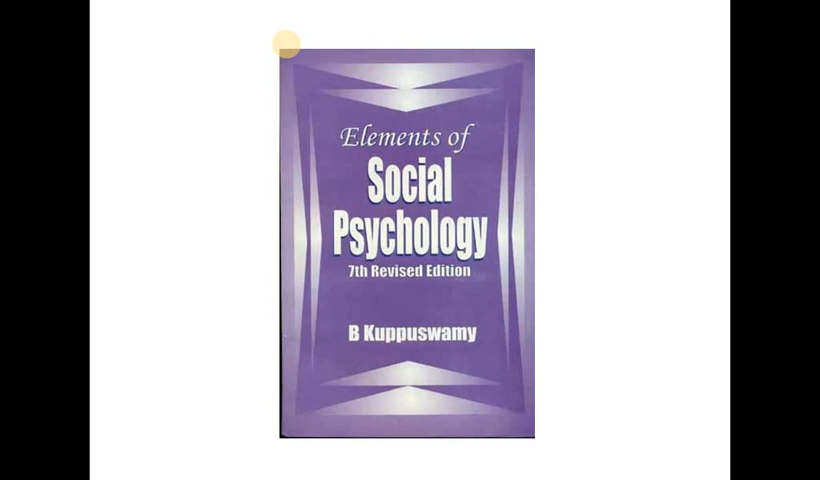 Elements of
Social
Psychology
7th Revised Edition
B Kuppuswamy